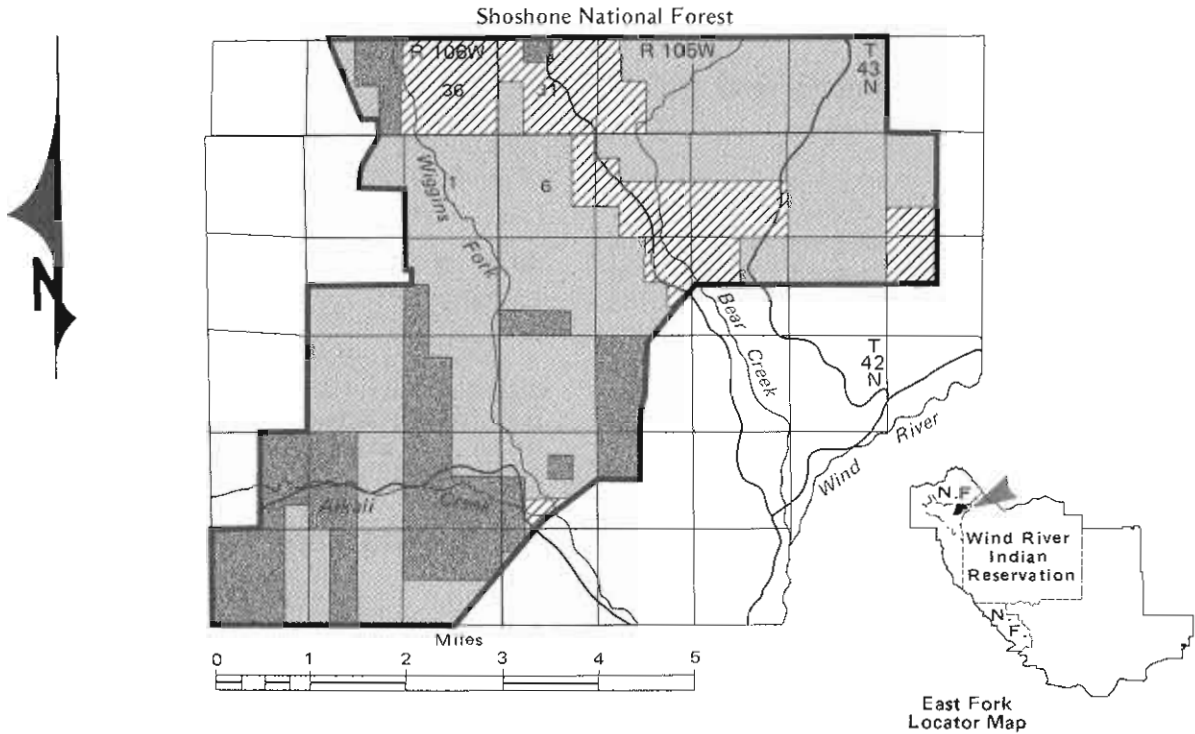 Shoshone National Forest
R 106W
R 105W
T
43
N
36
31
1
6
Wiggins
Fork
N
Bear
Creek
T
42
N
Wind River
Alkali Creek
N.F.
Wind River
Indian
Reservation
N.
F.
Miles
0 1 2 3 4 5
East Fork
Locator Map